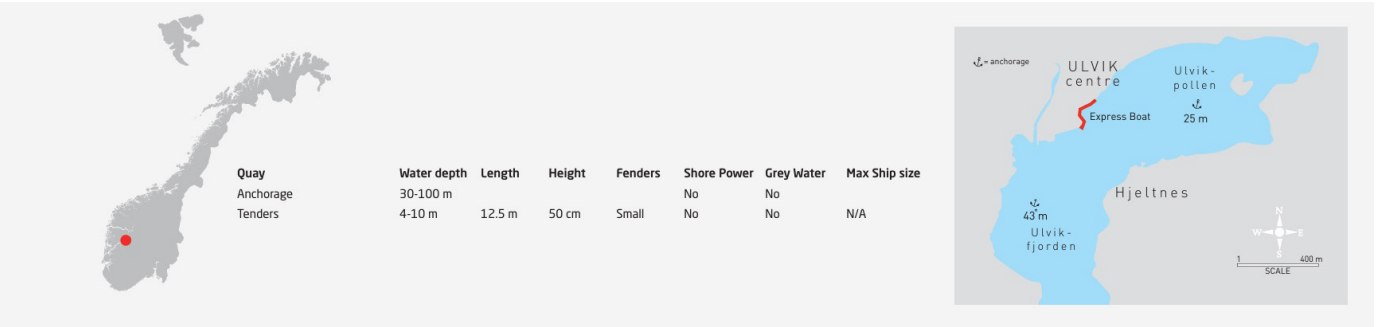 Quay Water depth Length Height Fenders Shore Power Grey Water Max Ship size
Anchorage 30-100 m No No
Tenders 4-10 m 12.5 m 50 cm Small No No N/A
= anchorage
ULVIK
centre
Ulvik-
pollen
25 m
Express Boat
Hjeltnes
43 m
Ulvik-
fjorden
N
W E
S
1 400 m
SCALE